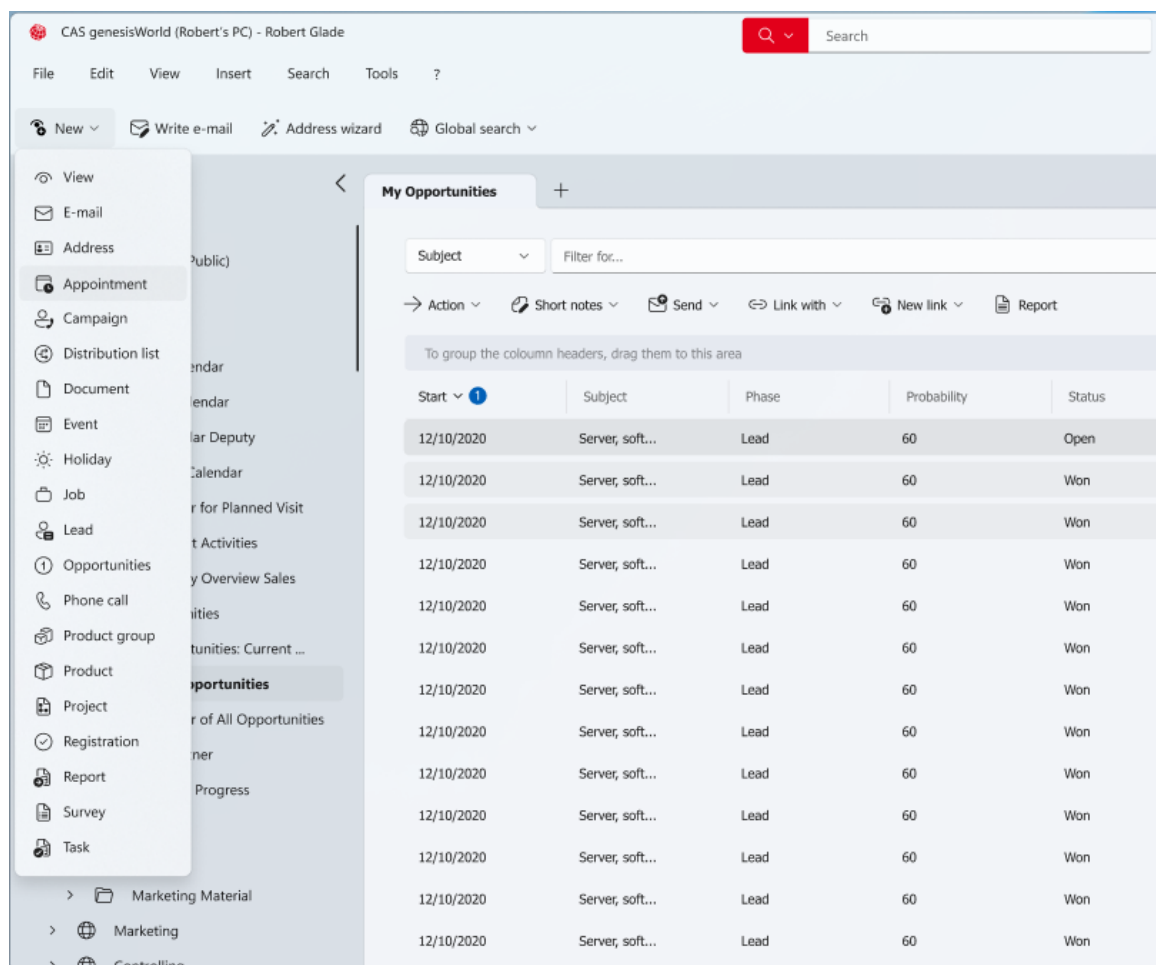 CAS genesisWorld (Robert's PC) - Robert Glade
Search
File Edit View Insert Search Tools ?
New Write e-mail Address wizard Global search
View
E-mail
Address
Appointment
Campaign
Distribution list
Document
Event
Holiday
Job
Lead
Opportunities
Phone call
Product group
Product
Project
Registration
Report
Survey
Task
Public)
endar
lendar
lar Deputy
Calendar
r for Planned Visit
t Activities
y Overview Sales
nities
tunities: Current ...
pportunities
r of All Opportunities
ner
Progress
Marketing Material
Marketing
Controlling
My Opportunities
Subject Filter for...
Action Short notes Send Link with New link Report
To group the coloumn headers, drag them to this area
Start 1 Subject Phase Probability Status
12/10/2020 Server, soft... Lead 60 Open
12/10/2020 Server, soft... Lead 60 Won
12/10/2020 Server, soft... Lead 60 Won
12/10/2020 Server, soft... Lead 60 Won
12/10/2020 Server, soft... Lead 60 Won
12/10/2020 Server, soft... Lead 60 Won
12/10/2020 Server, soft... Lead 60 Won
12/10/2020 Server, soft... Lead 60 Won
12/10/2020 Server, soft... Lead 60 Won
12/10/2020 Server, soft... Lead 60 Won
12/10/2020 Server, soft... Lead 60 Won
12/10/2020 Server, soft... Lead 60 Won
12/10/2020 Server, soft... Lead 60 Won